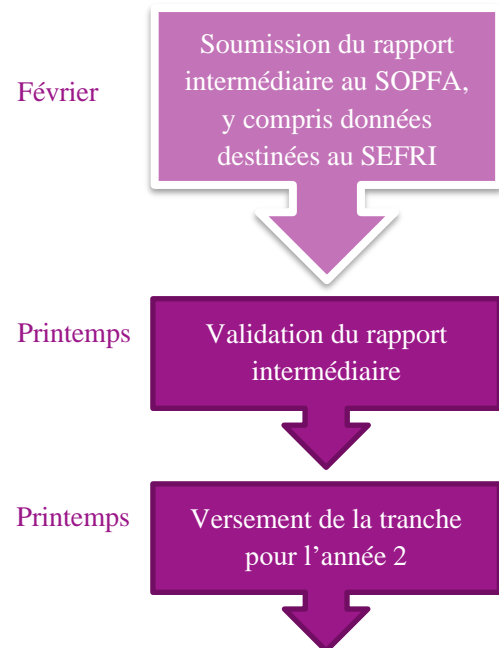 Février
Soumission du rapport
intermédiaire au SOPFA,
y compris données
destinées au SEFRI
Printemps
Validation du rapport
intermédiaire
Printemps
Versement de la tranche
pour l’année 2